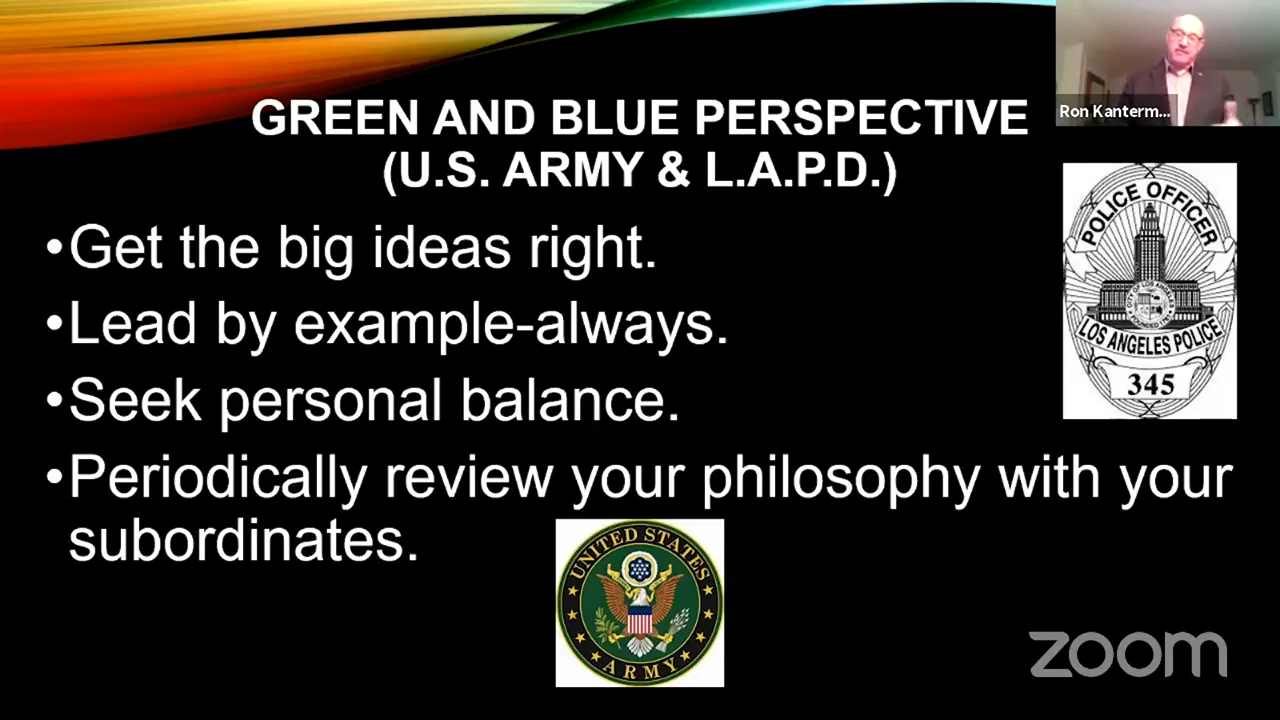 Ron Kanterm...
GREEN AND BLUE PERSPECTIVE
(U.S. ARMY & L.A.P.D.)
•Get the big ideas right.
•Lead by example-always.
•Seek personal balance.
•Periodically review your philosophy with your
subordinates.
POLICE OFFICER
LOS ANGELES POLICE
345
UNITED STATES
ARMY
zoom